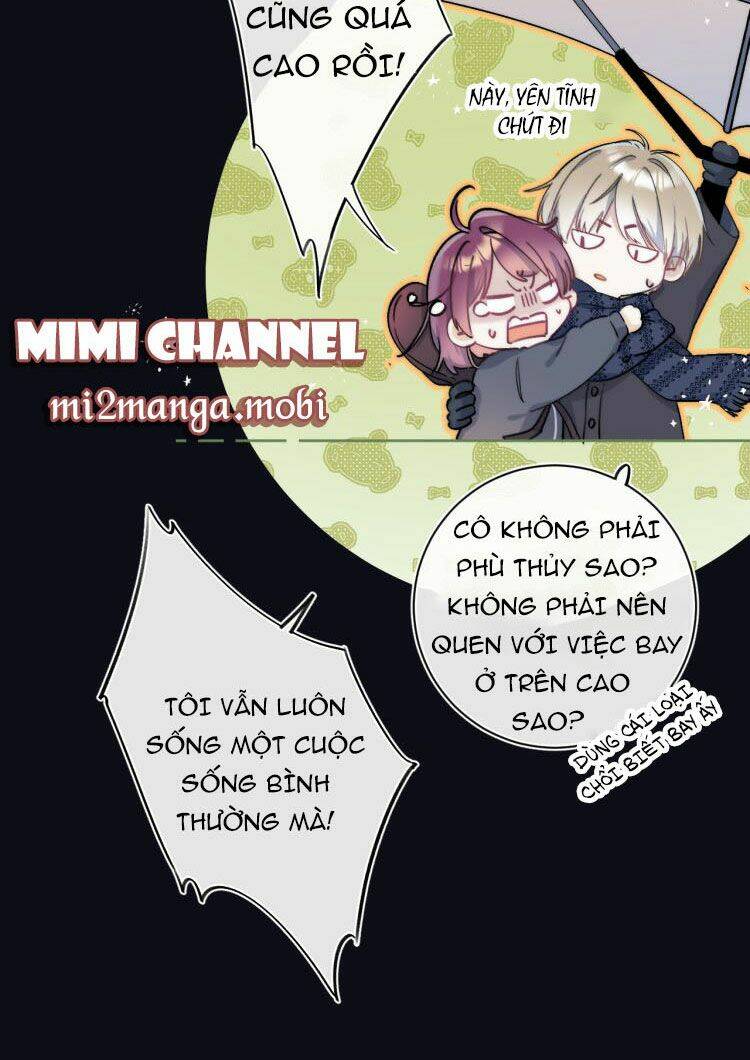 CŨNG QUÁ
CAO RỒI!
NÀY, YÊN TĨNH
CHÚT ĐI
MIMI CHANNEL
mi2manga.mobi
CÔ KHÔNG PHẢI
PHÙ THỦY SAO?
KHÔNG PHẢI NÊN
QUEN VỚI VIỆC BAY
Ở TRÊN CAO
SAO?
DÙNG CÁI LOẠI
CHỔI BIẾT BAY ẤY
TÔI VẪN LUÔN
SỐNG MỘT CUỘC
SỐNG BÌNH
THƯỜNG MÀ!